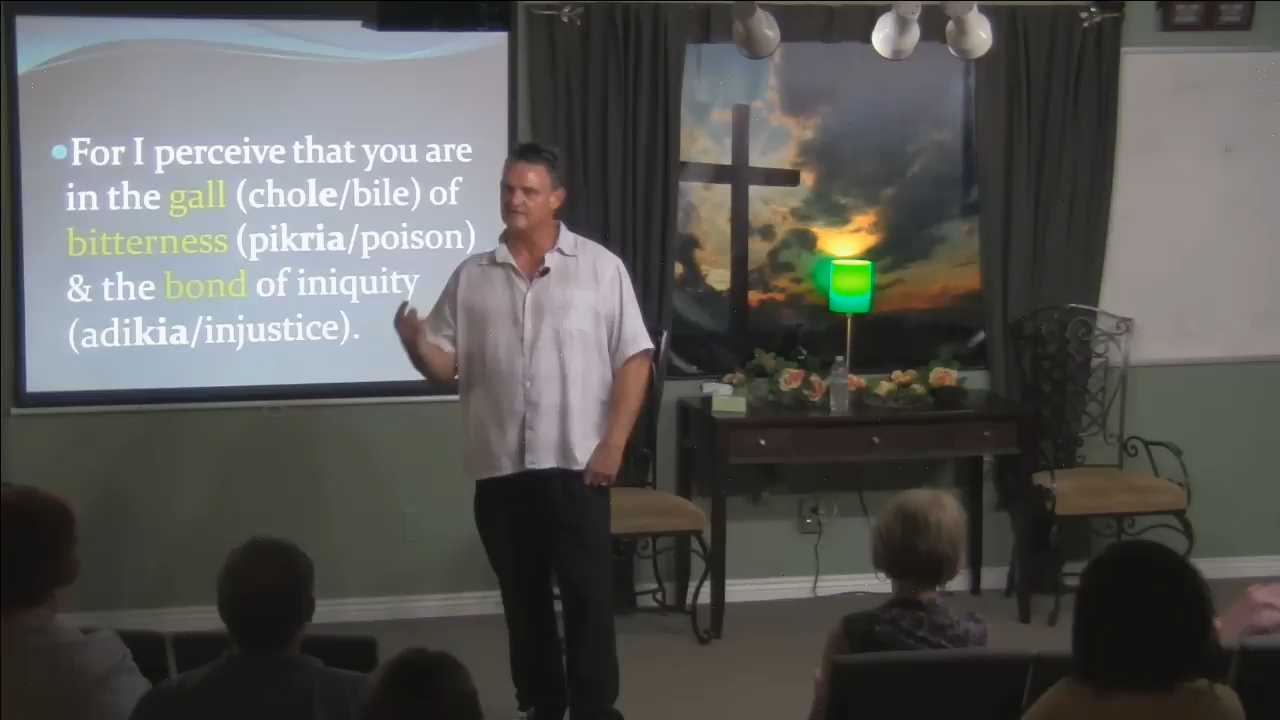 For I perceive that you are
in the gall (chole/bile) of
bitterness (pikria/poison)
& the bond of iniquity
(adikia/injustice).